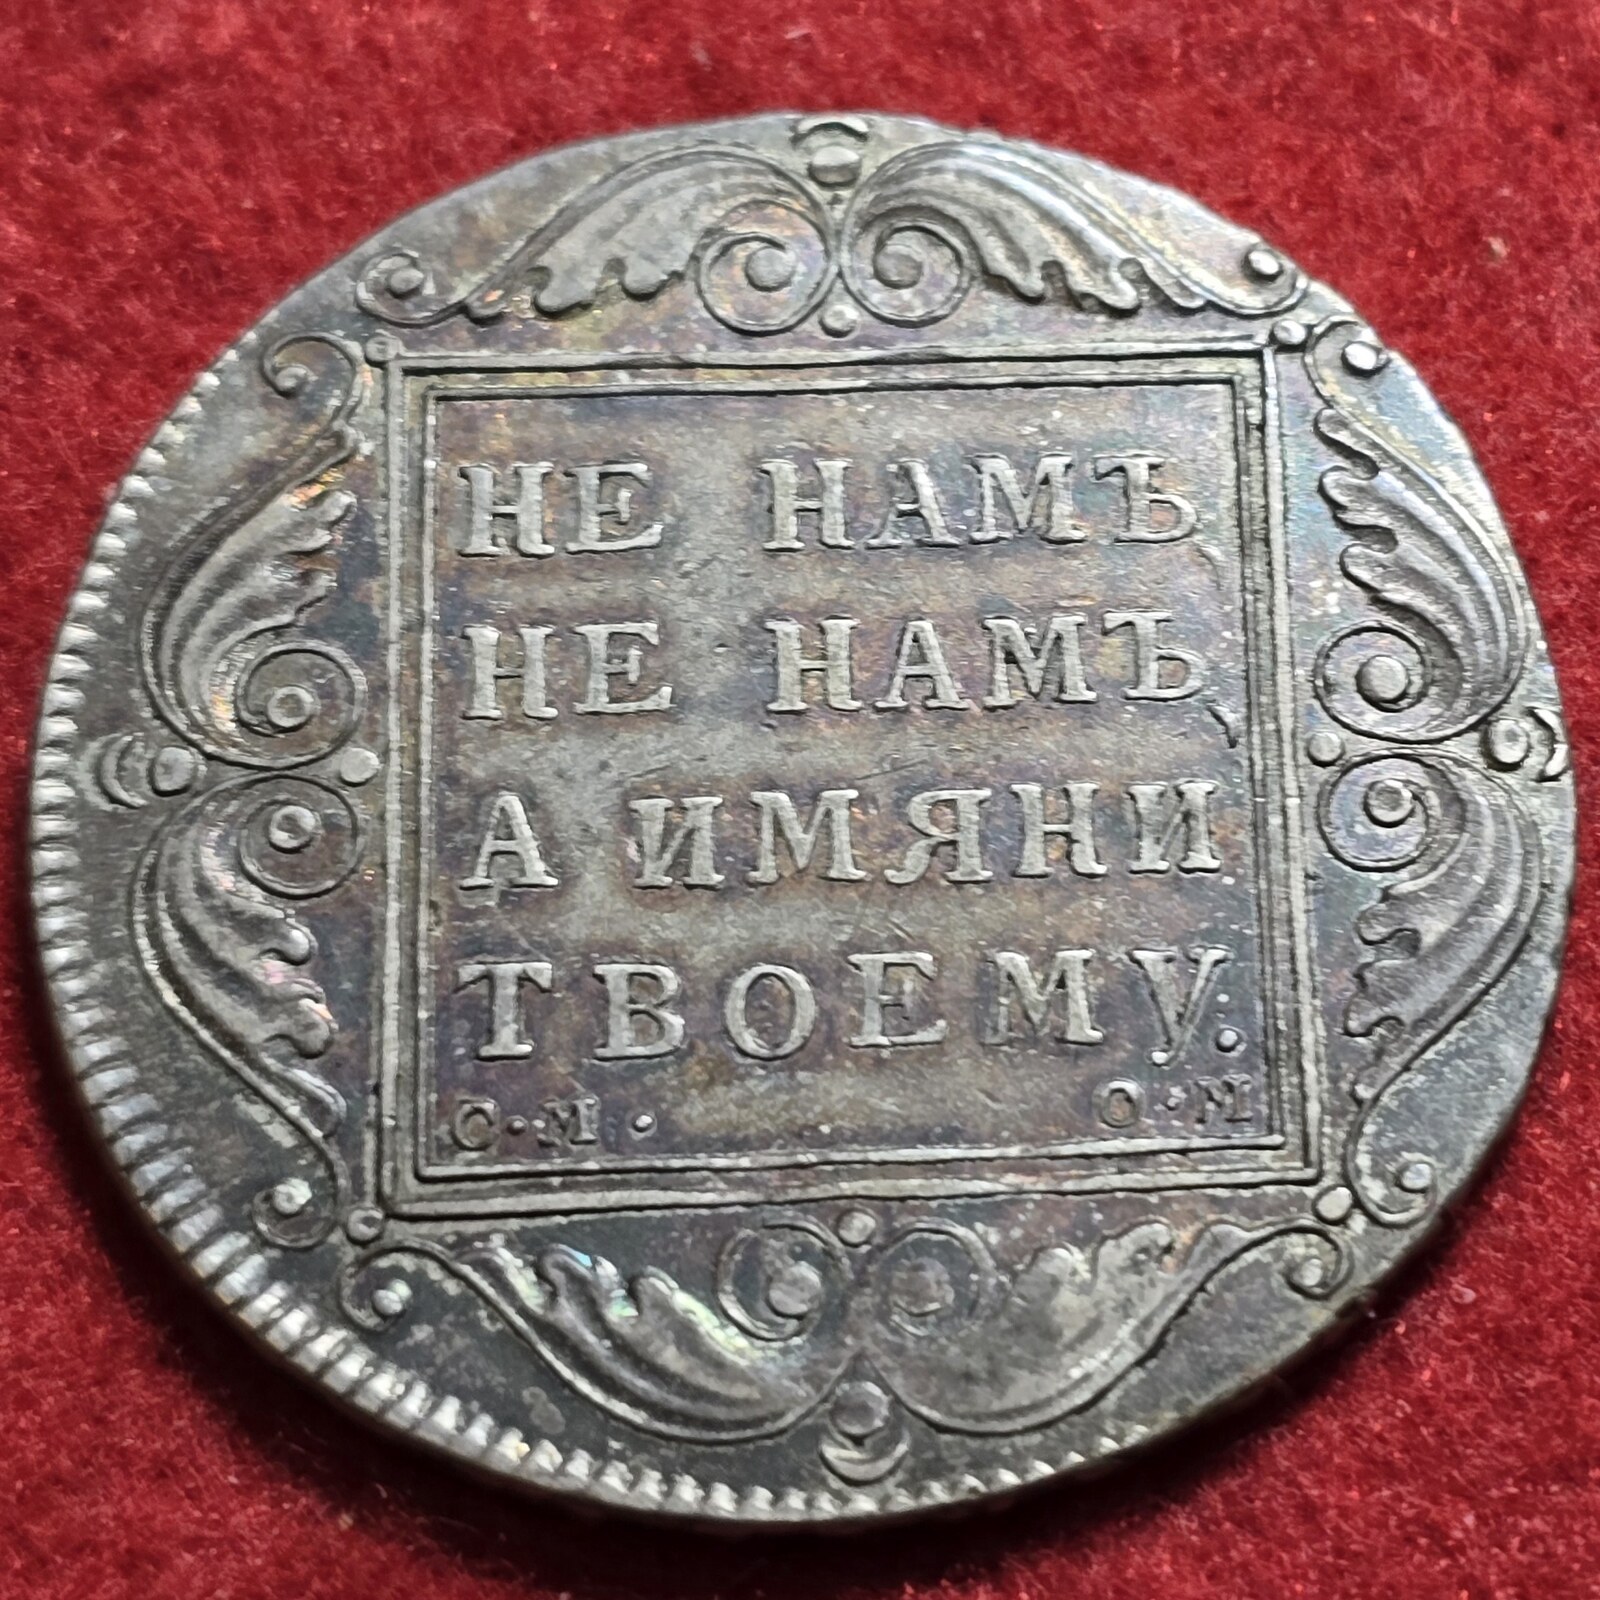 НЕ НАМЪ,
НЕ НАМЪ,
А ИМЯНИ
ТВОЕМУ.
С·М· О·М